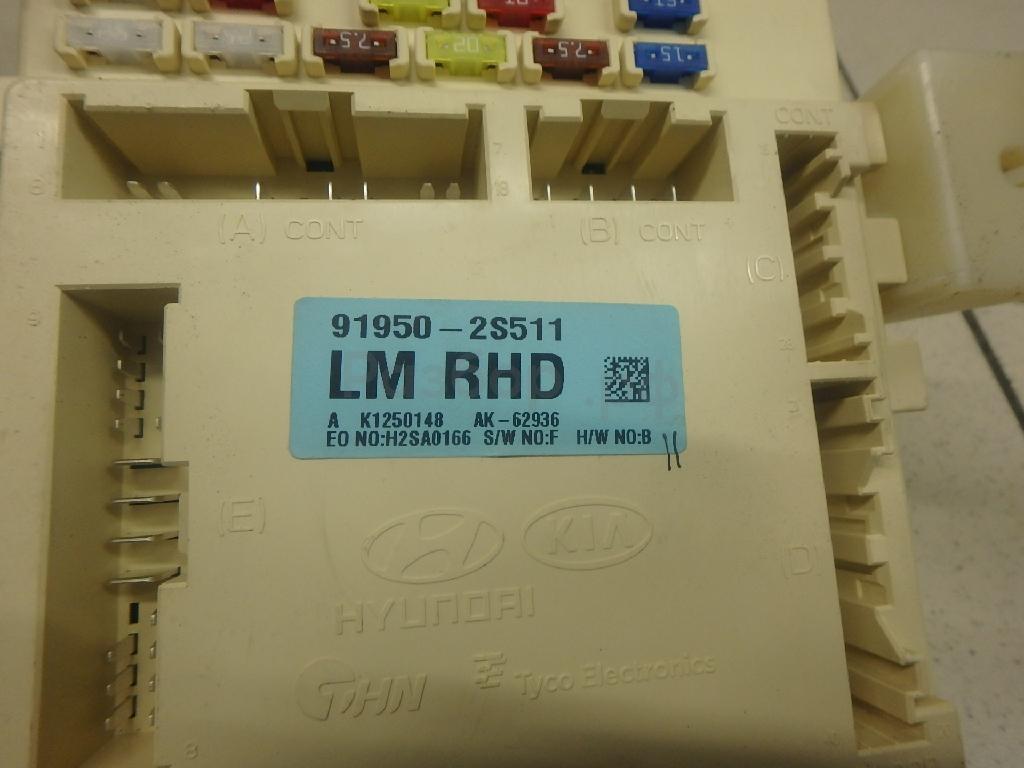 7.5 20 7.5 15
CONT
(A) CONT
(B) CONT
(C)
91950-2S511
LM RHD
A K1250148 AK-62936
EO NO:H2SA0166 S/W NO:F H/W NO:B
(E)
KIA
(D)
HYUNDAI
THN
Tyco Electronics